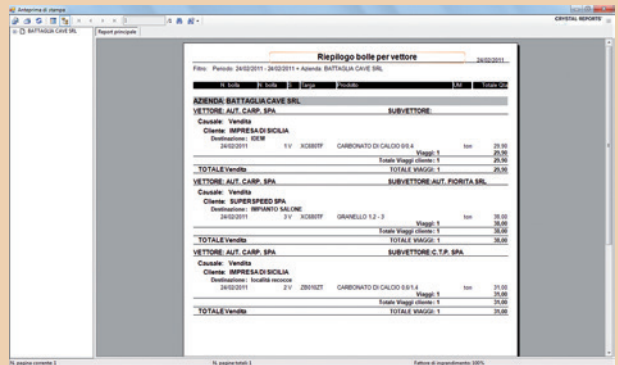 Anteprima di stampa
CRYSTAL REPORTS
BATTAGLIA CAVE SRL
Report principale
Riepilogo bolle per vettore
24/02/2011
Filtro: Periodo 24/02/2011 - 24/02/2011 + Azienda: BATTAGLIA CAVE SRL
N. bolla N. bolla S Targa Prodotto UM Totale Qta
AZIENDA: BATTAGLIA CAVE SRL
VETTORE: AUT. CARP. SPA SUBVETTORE:
Causale: Vendita
Cliente: IMPRESA DI SICILIA
Destinazione: IDEM
24/02/2011 1 V CARBONATO DI CALCIO 0/0,4 ton 29,90
Viaggi: 1 29,90
Totale Viaggi cliente: 1 29,90
TOTALE Vendita TOTALE VIAGGI: 1 29,90
VETTORE: AUT. CARP. SPA SUBVETTORE: AUT. FIORITA SRL
Causale: Vendita
Cliente: SUPERSPEED SPA
Destinazione: IMPIANTO SALONE
24/02/2011 3 V GRANELLO 1.2 - 3 ton 38,00
Viaggi: 1 38,00
Totale Viaggi cliente: 1 38,00
TOTALE Vendita TOTALE VIAGGI: 1 38,00
VETTORE: AUT. CARP. SPA SUBVETTORE: C.T.P. SPA
Causale: Vendita
Cliente: IMPRESA DI SICILIA
Destinazione: località recocce
24/02/2011 2 V ZB010ZT CARBONATO DI CALCIO 0.8/1,4 ton 31,00
Viaggi: 1 31,00
Totale Viaggi cliente: 1 31,00
TOTALE Vendita TOTALE VIAGGI: 1 31,00
N. pagina corrente: 1 N. pagine totali: 1 Fattore di ingrandimento: 100%